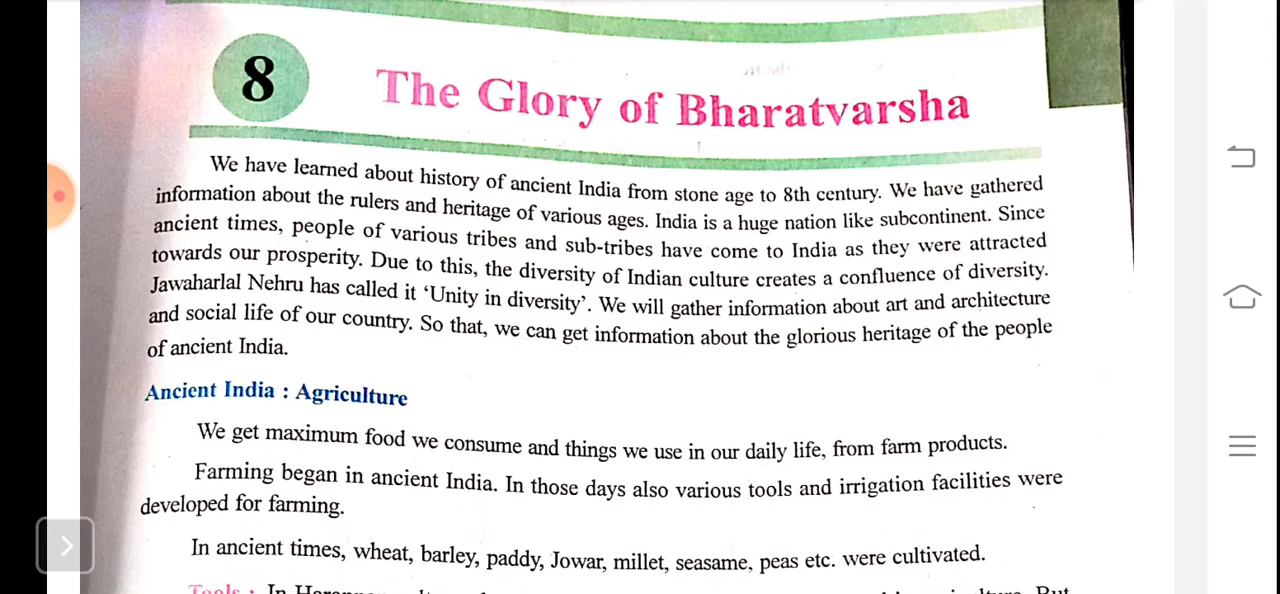 8
The Glory of Bharatvarsha
We have learned about history of ancient India from stone age to 8th century. We have gathered
information about the rulers and heritage of various ages. India is a huge nation like subcontinent. Since
ancient times, people of various tribes and sub-tribes have come to India as they were attracted
towards our prosperity. Due to this, the diversity of Indian culture creates a confluence of diversity.
Jawaharlal Nehru has called it ‘Unity in diversity’. We will gather information about art and architecture
and social life of our country. So that, we can get information about the glorious heritage of the people
of ancient India.
Ancient India : Agriculture
We get maximum food we consume and things we use in our daily life, from farm products.
Farming began in ancient India. In those days also various tools and irrigation facilities were
developed for farming.
In ancient times, wheat, barley, paddy, Jowar, millet, seasame, peas etc. were cultivated.
Tools : In